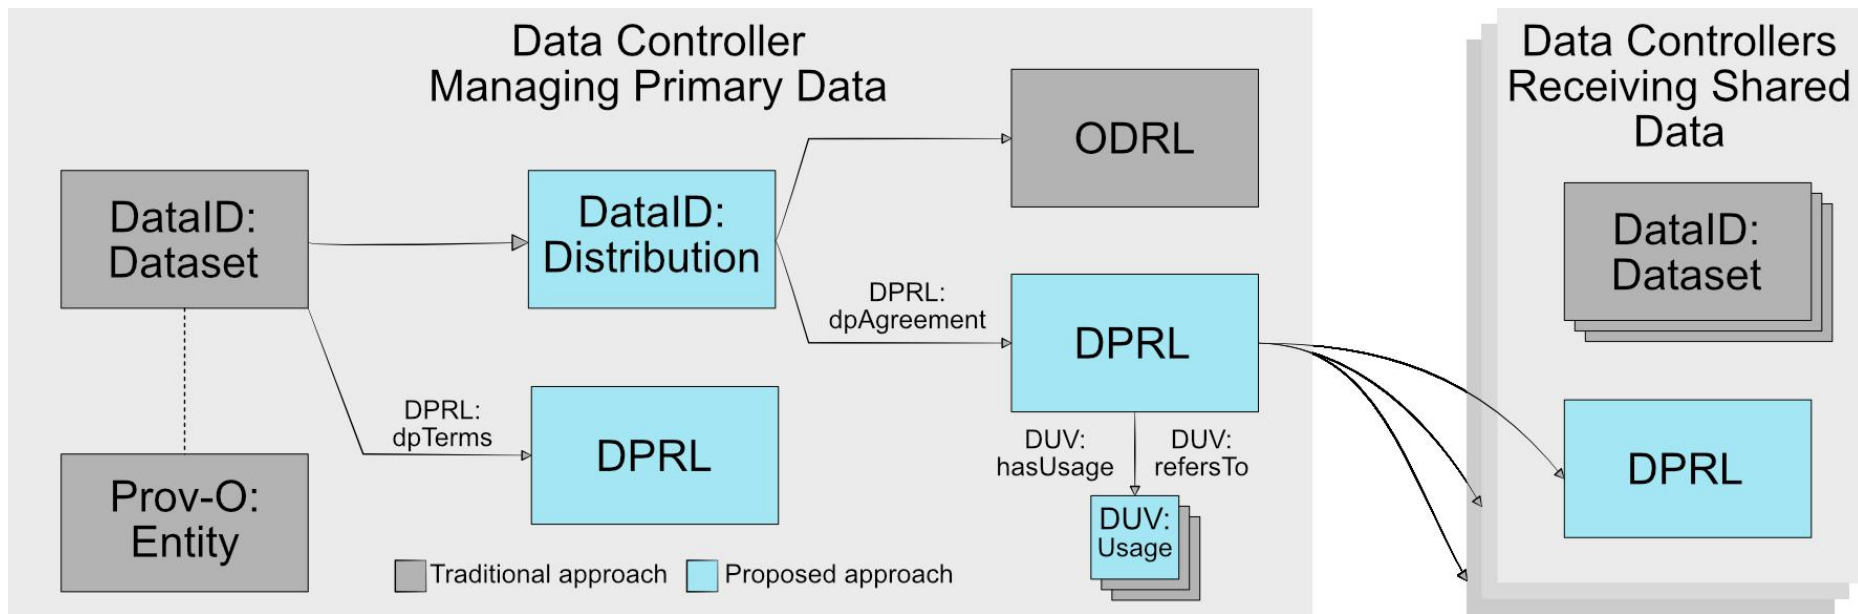 Data Controller
Managing Primary Data
DataID:
Dataset
DataID:
Distribution
ODRL
DPRL:
dpAgreement
DPRL
DPRL:
dpTerms
DPRL
Prov-O:
Entity
DUV:
hasUsage
DUV:
refersTo
DUV:
Usage
Traditional approach
Proposed approach
Data Controllers
Receiving Shared
Data
DataID:
Dataset
DPRL